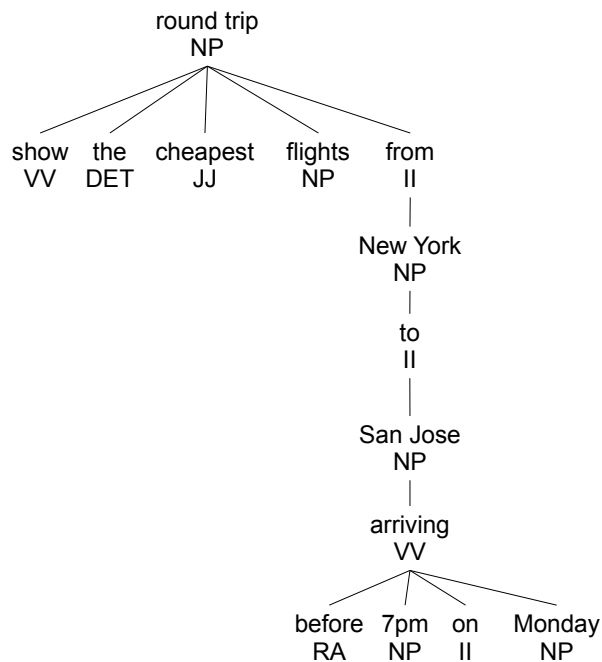 round trip
NP
show the cheapest flights from
VV DET JJ NP II
New York
NP
to
II
San Jose
NP
arriving
VV
before 7pm on Monday
RA NP II NP